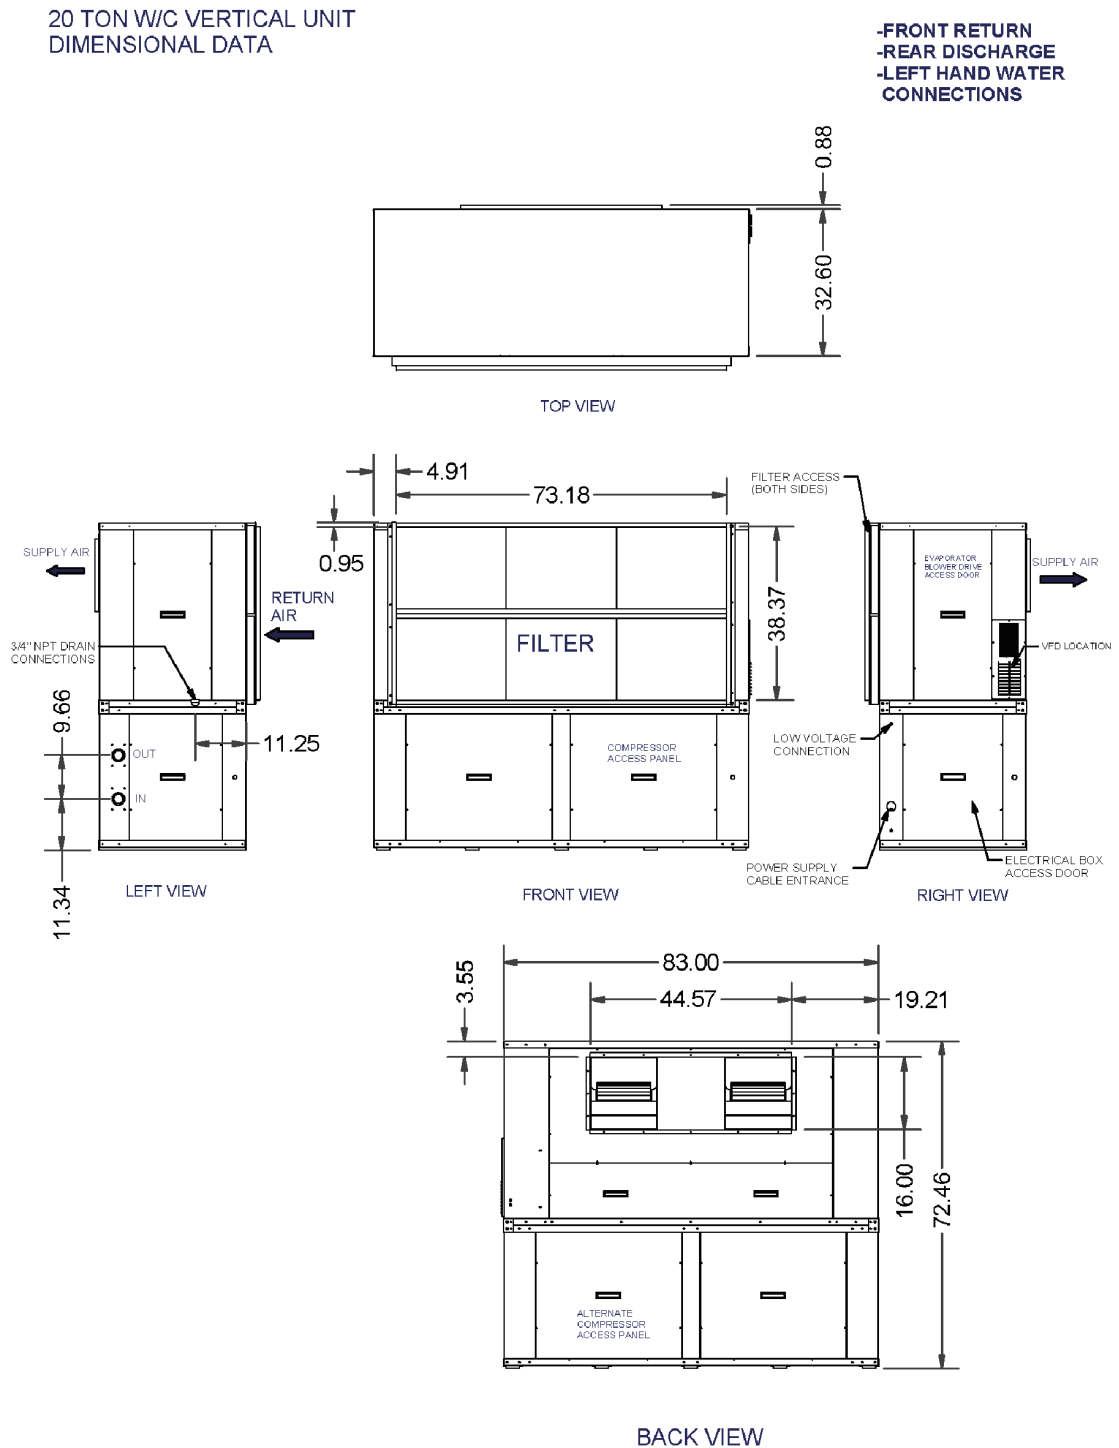 20 TON W/C VERTICAL UNIT
DIMENSIONAL DATA
-FRONT RETURN
-REAR DISCHARGE
-LEFT HAND WATER
CONNECTIONS
0.88
32.60
TOP VIEW
4.91
73.18
0.95
38.37
FILTER
COMPRESSOR
ACCESS PANEL
FRONT VIEW
SUPPLY AIR
RETURN
AIR
3/4" NPT DRAIN
CONNECTIONS
9.66
11.25
OUT
IN
11.34
LEFT VIEW
FILTER ACCESS
(BOTH SIDES)
EVAPORATOR
BLOWER DRIVE
ACCESS DOOR
SUPPLY AIR
VFD LOCATION
LOW VOLTAGE
CONNECTION
POWER SUPPLY
CABLE ENTRANCE
ELECTRICAL BOX
ACCESS DOOR
RIGHT VIEW
83.00
3.55
44.57
19.21
16.00
72.46
ALTERNATE
COMPRESSOR
ACCESS PANEL
BACK VIEW